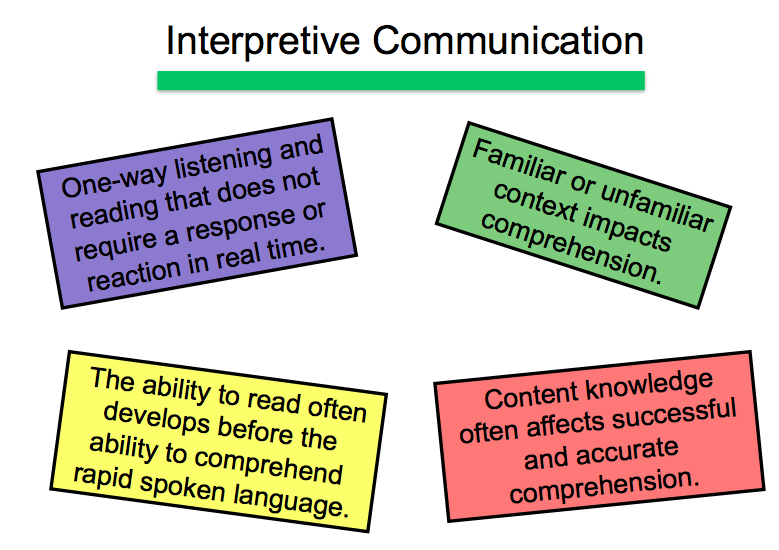 Interpretive Communication
One-way listening and
reading that does not
require a response or
reaction in real time.
Familiar or unfamiliar
context impacts
comprehension.
The ability to read often
develops before the
ability to comprehend
rapid spoken language.
Content knowledge
often affects successful
and accurate
comprehension.